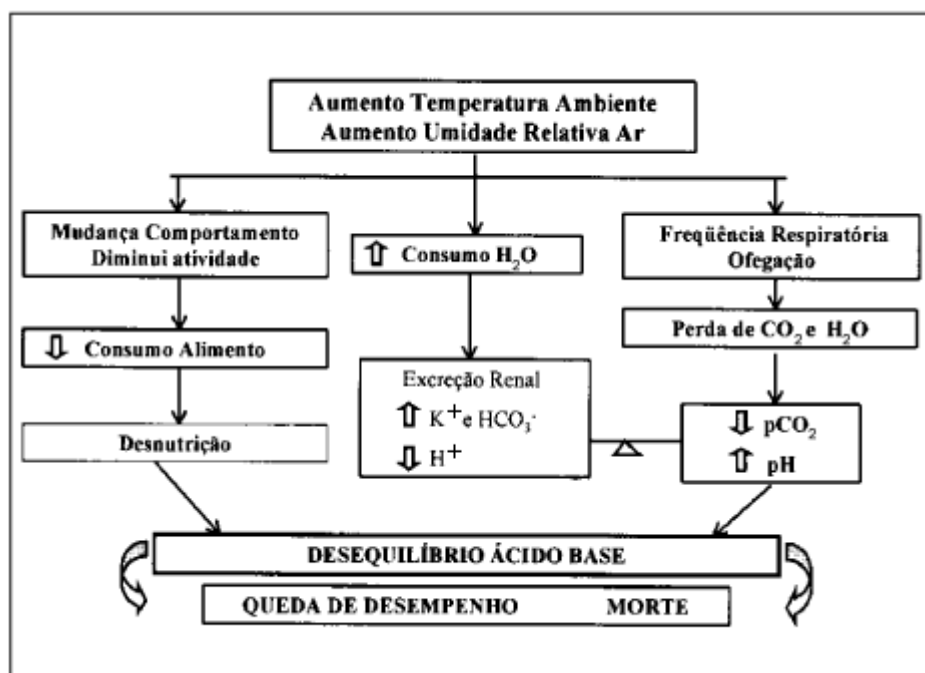 Aumento Temperatura Ambiente
Aumento Umidade Relativa Ar
Mudança Comportamento
Diminui atividade
⇧ Consumo H₂O
Freqüência Respiratória
Ofegação
⇩ Consumo Alimento
Perda de CO₂ e H₂O
Desnutrição
Excreção Renal
⇧ K⁺ e HCO₃⁻
⇩ H⁺
⇩ pCO₂
⇧ pH
DESEQUILÍBRIO ÁCIDO BASE
QUEDA DE DESEMPENHO MORTE